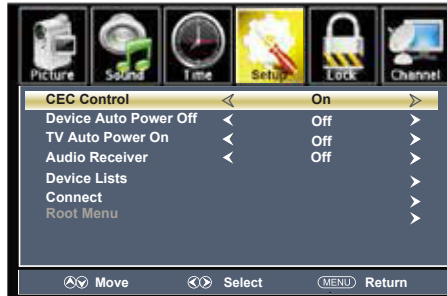 Picture Sound Time Setup Lock Channel
CEC Control On
Device Auto Power Off Off
TV Auto Power On Off
Audio Receiver Off
Device Lists
Connect
Root Menu
Move Select MENU Return